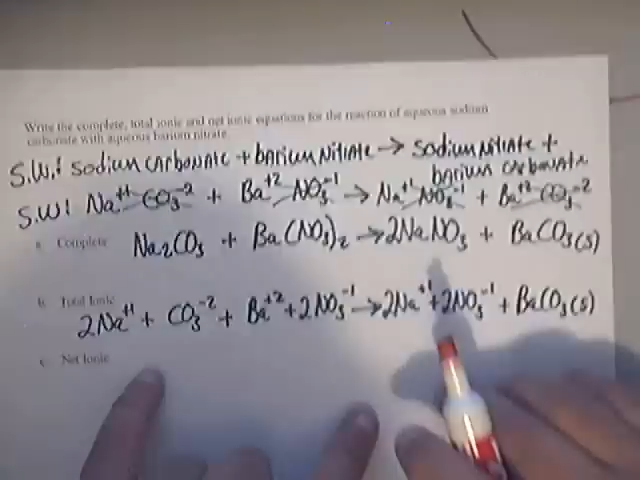 Write the complete, total ionic and net ionic equations for the reaction of aqueous sodium
carbonate with aqueous barium nitrate.
S.W: sodium carbonate + barium Nitrate → sodium Nitrate +
barium carbonate
S.W: Na⁺¹ CO₃⁻² + Ba⁺² NO₃⁻¹ → Na⁺¹ NO₃⁻¹ + Ba⁺² CO₃⁻²
a. Complete Na₂CO₃ + Ba(NO₃)₂ → 2NaNO₃ + BaCO₃(s)
b. Total Ionic
2Na⁺¹ + CO₃⁻² + Ba⁺² + 2NO₃⁻¹ → 2Na⁺¹ + 2NO₃⁻¹ + BaCO₃(s)
c. Net Ionic